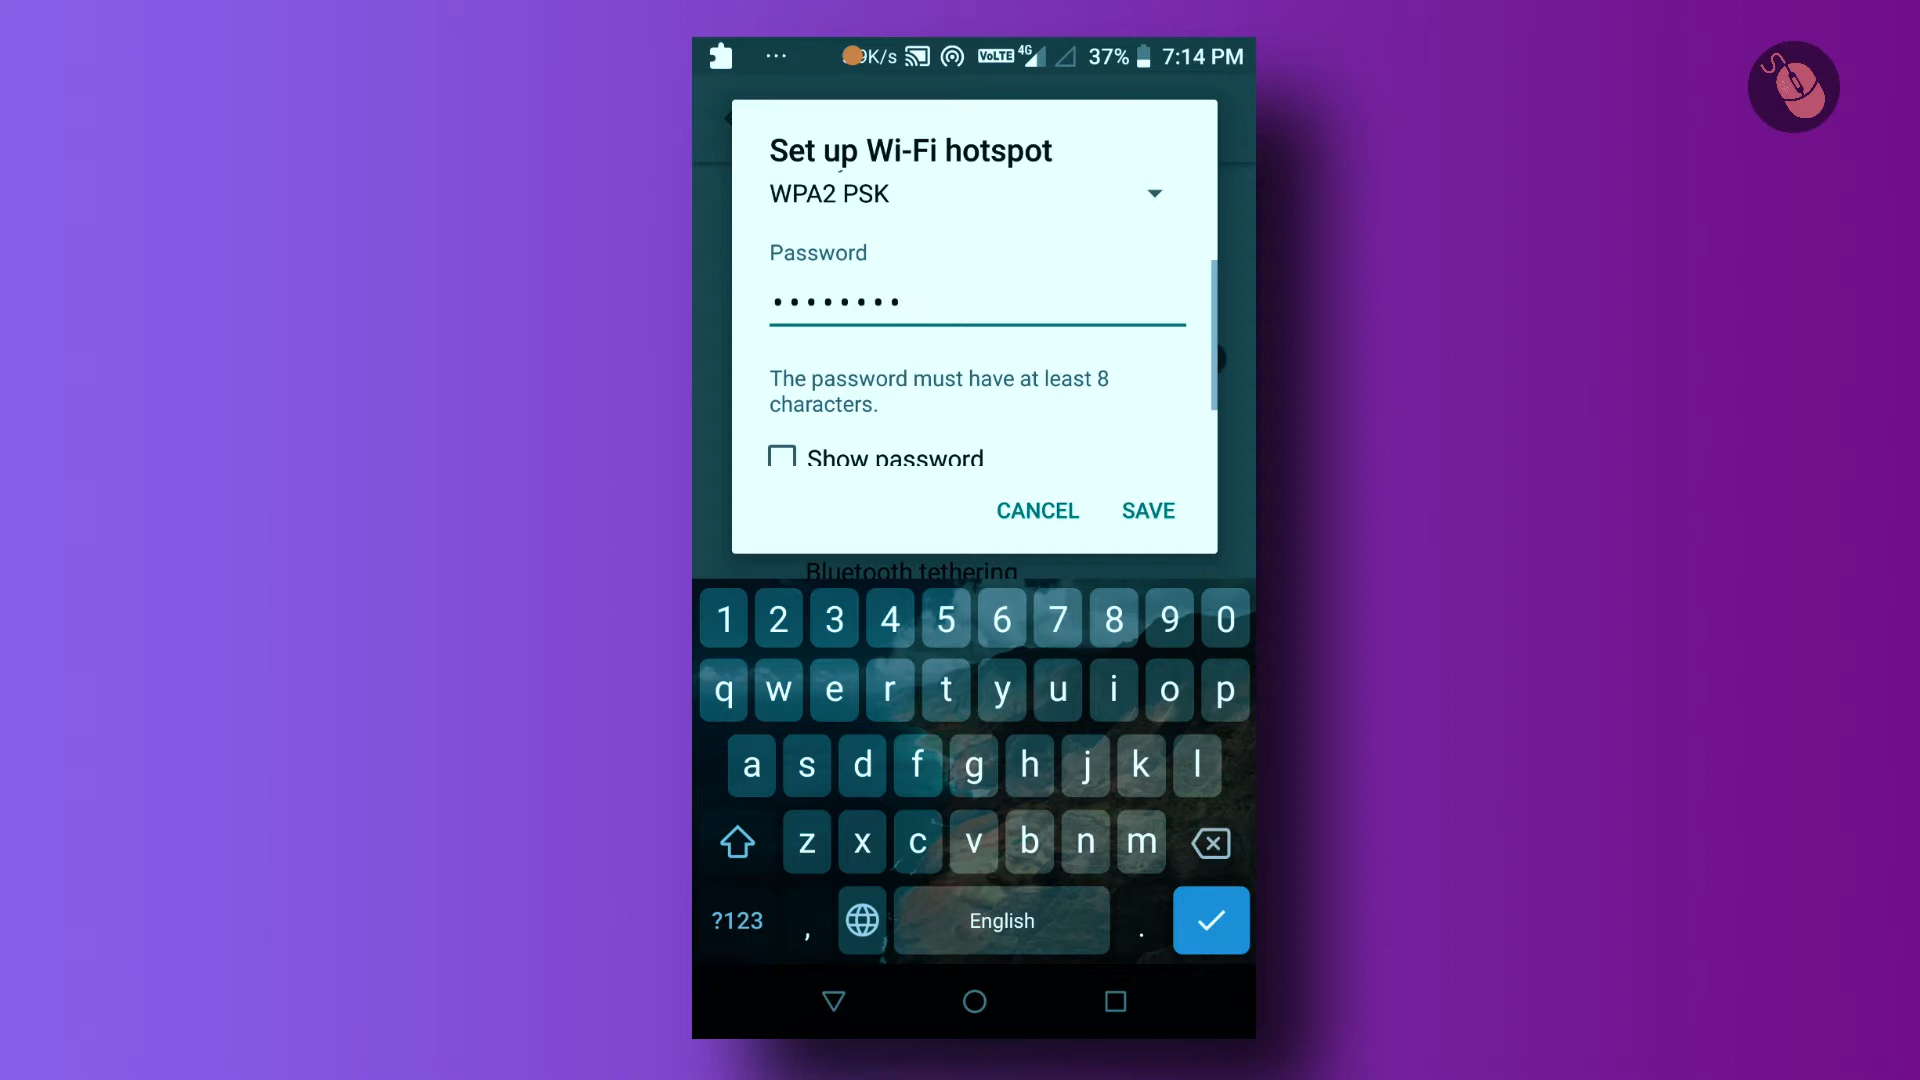 VoLTE 4G 37% 7:14 PM
Set up Wi-Fi hotspot
WPA2 PSK
Password
••••••••
The password must have at least 8
characters.
Show password
CANCEL SAVE
Bluetooth tethering
1 2 3 4 5 6 7 8 9 0
q w e r t y u i o p
a s d f g h j k l
z x c v b n m
?123 , English .